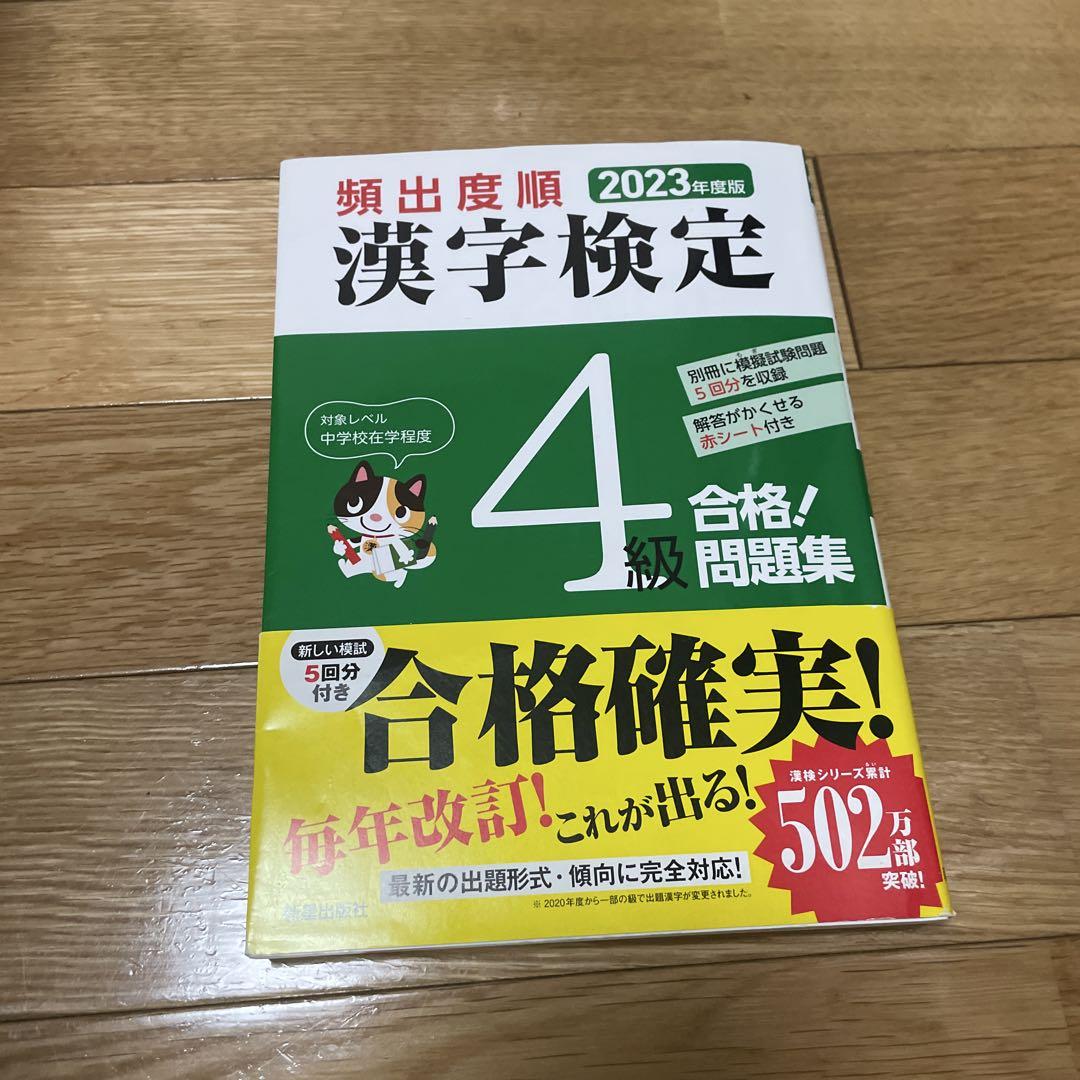 頻出度順
2023年度版
漢字検定
別冊に模擬試験問題
5回分を収録
解答がかくせる
赤シート付き
対象レベル
中学校在学程度
4級
合格!
問題集
新しい模試
5回分
付き
合格確実!
毎年改訂!これが出る!
漢検シリーズ累計
502万部
突破!
最新の出題形式・傾向に完全対応!
※ 2020年度から一部の級で出題漢字が変更されました。
新星出版社